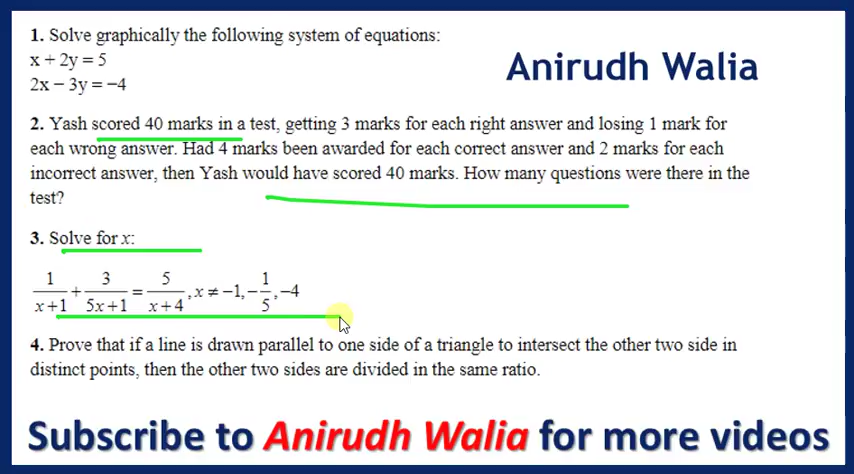 1. Solve graphically the following system of equations:
x + 2y = 5
2x − 3y = −4
Anirudh Walia
2. Yash scored 40 marks in a test, getting 3 marks for each right answer and losing 1 mark for
each wrong answer. Had 4 marks been awarded for each correct answer and 2 marks for each
incorrect answer, then Yash would have scored 40 marks. How many questions were there in the
test?
3. Solve for x:
1/(x+1) + 3/(5x+1) = 5/(x+4), x ≠ −1, −1/5, −4
4. Prove that if a line is drawn parallel to one side of a triangle to intersect the other two side in
distinct points, then the other two sides are divided in the same ratio.
Subscribe to Anirudh Walia for more videos